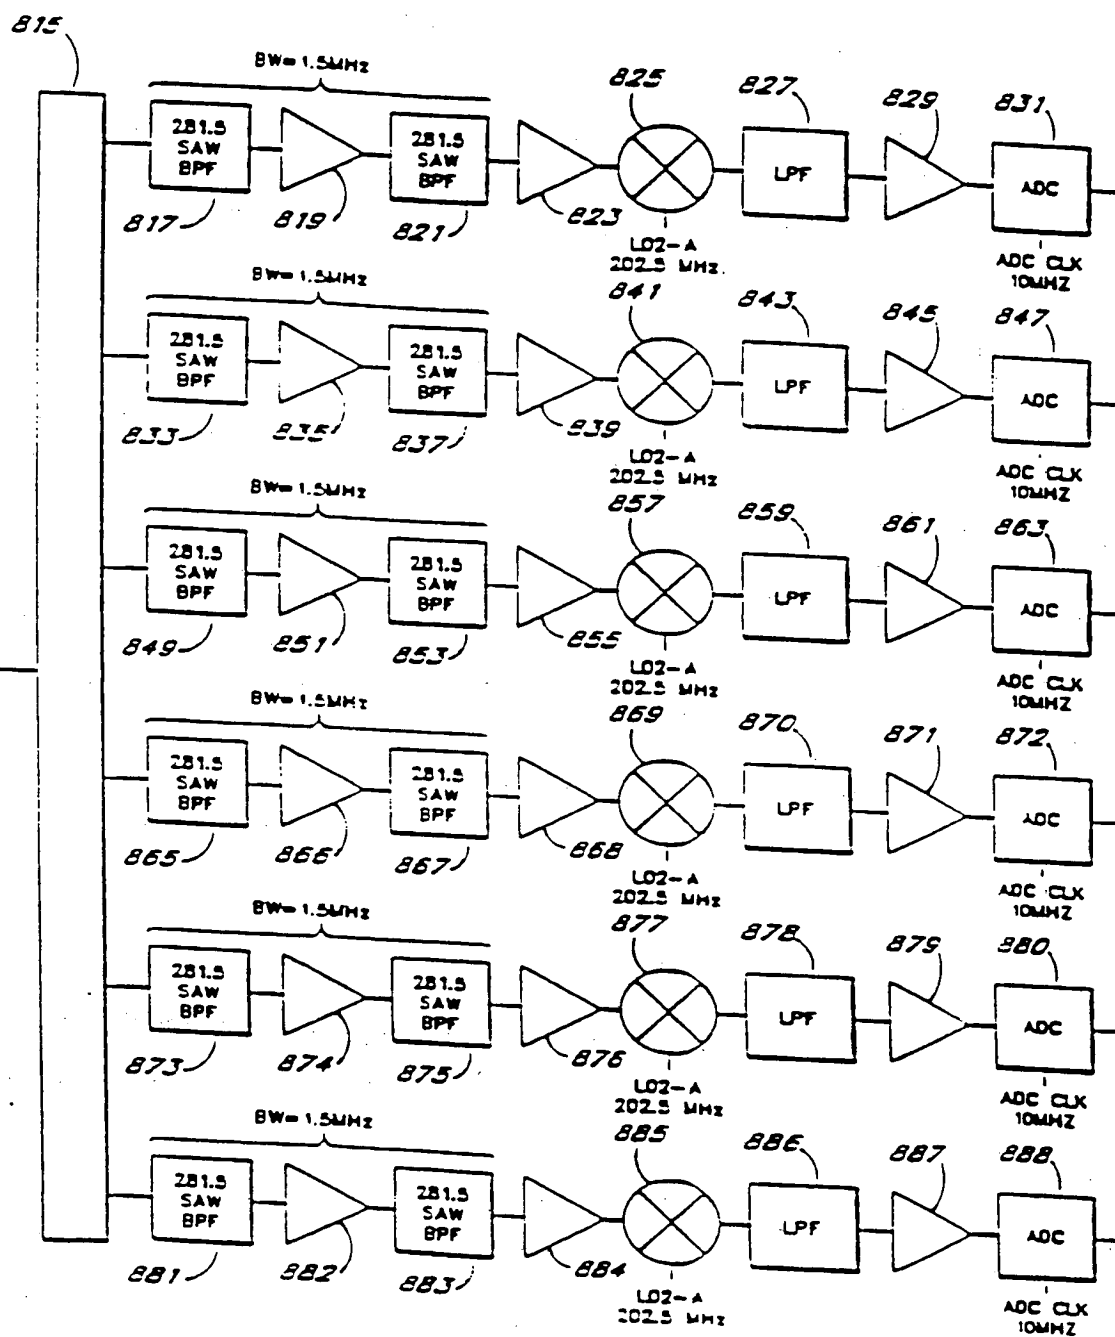 815
BW= 1.5MHz
825
827
829
831
281.5
SAW
BPF
281.5
SAW
BPF
LPF
ADC
817
819
821
823
LO2-A
202.5 MHz
ADC CLK
10MHZ
BW= 1.5MHz
841
843
845
847
281.5
SAW
BPF
281.5
SAW
BPF
LPF
ADC
833
835
837
839
LO2-A
202.5 MHz
ADC CLK
10MHZ
BW= 1.5MHz
857
859
861
863
281.5
SAW
BPF
281.5
SAW
BPF
LPF
ADC
849
851
853
855
LO2-A
202.5 MHz
ADC CLK
10MHZ
BW= 1.5MHz
869
870
871
872
281.5
SAW
BPF
281.5
SAW
BPF
LPF
ADC
865
866
867
868
LO2-A
202.5 MHz
ADC CLK
10MHZ
BW= 1.5MHz
877
878
879
880
281.5
SAW
BPF
281.5
SAW
BPF
LPF
ADC
873
874
875
876
LO2-A
202.5 MHz
ADC CLK
10MHZ
BW= 1.5MHz
885
886
887
888
281.5
SAW
BPF
281.5
SAW
BPF
LPF
ADC
881
882
883
884
LO2-A
202.5 MHz
ADC CLK
10MHZ